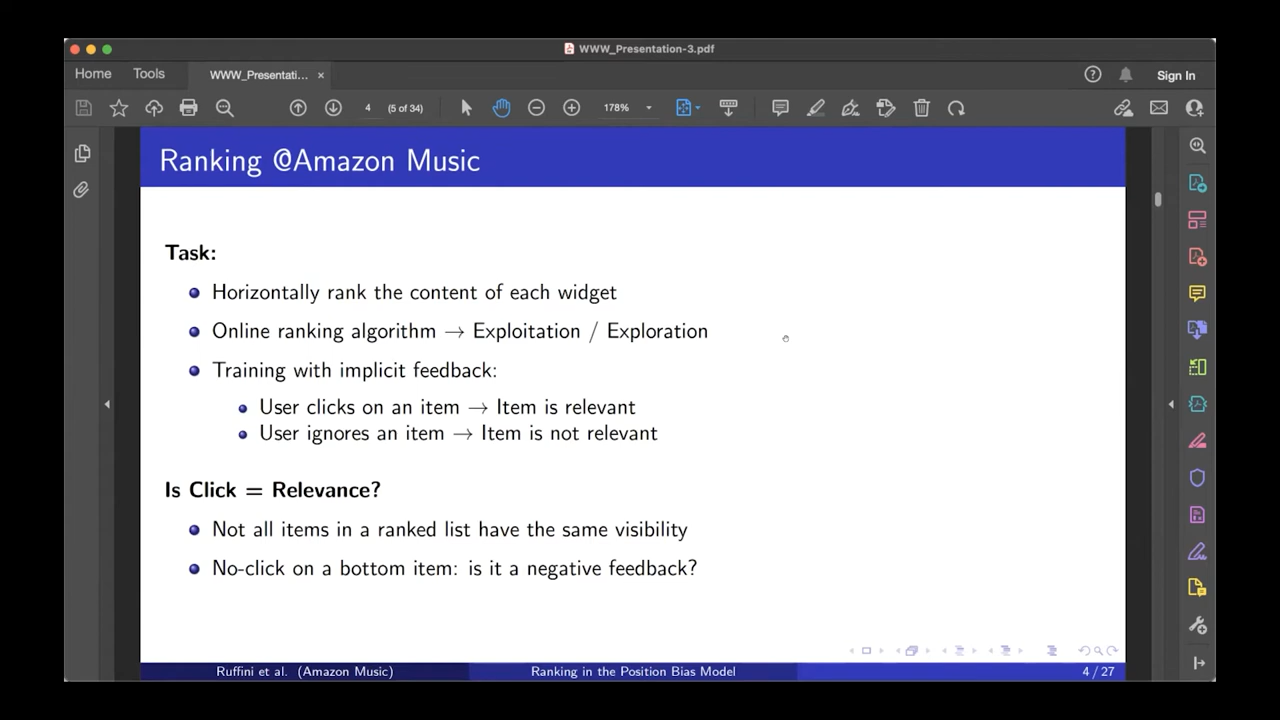 WWW_Presentation-3.pdf
Home Tools WWW_Presentati... × Sign In
4 (5 of 34) 178%
Ranking @Amazon Music
Task:
Horizontally rank the content of each widget
Online ranking algorithm → Exploitation / Exploration
Training with implicit feedback:
User clicks on an item → Item is relevant
User ignores an item → Item is not relevant
Is Click = Relevance?
Not all items in a ranked list have the same visibility
No-click on a bottom item: is it a negative feedback?
Ruffini et al. (Amazon Music) Ranking in the Position Bias Model 4 / 27